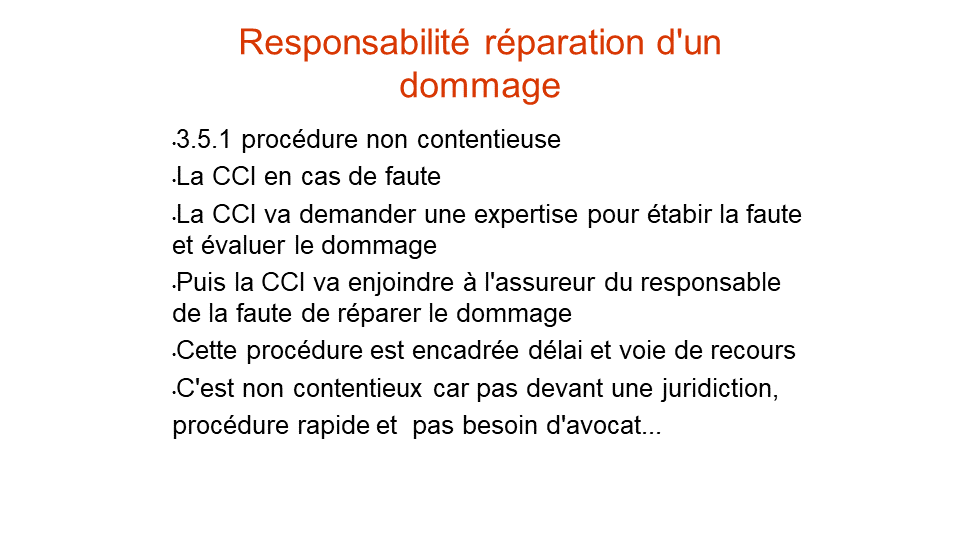 Responsabilité réparation d'un
dommage
•3.5.1 procédure non contentieuse
•La CCI en cas de faute
•La CCI va demander une expertise pour étabir la faute
et évaluer le dommage
•Puis la CCI va enjoindre à l'assureur du responsable
de la faute de réparer le dommage
•Cette procédure est encadrée délai et voie de recours
•C'est non contentieux car pas devant une juridiction,
procédure rapide et  pas besoin d'avocat...